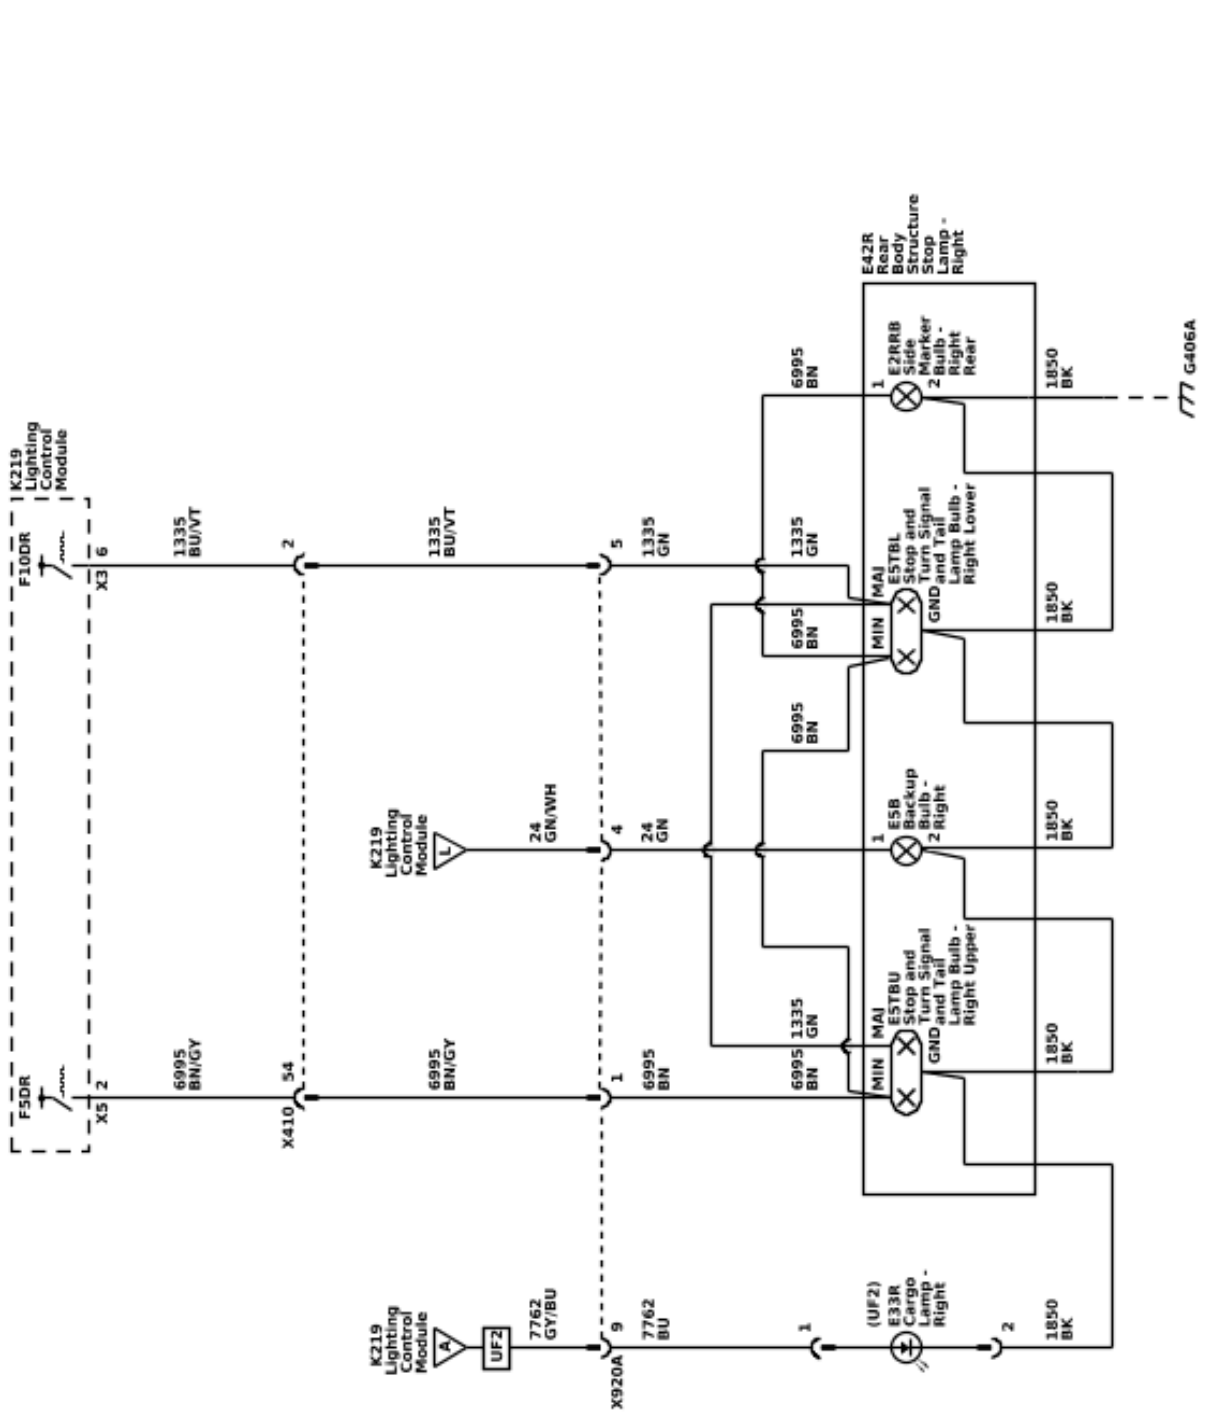 K219
Lighting
Control
Module
F5DR
F10DR
X5
2
X3
6
6995
BN/GY
1335
BU/VT
X410
54
2
6995
BN/GY
1335
BU/VT
K219
Lighting
Control
Module
A
UF2
7762
GY/BU
K219
Lighting
Control
Module
L
24
GN/WH
X920A
9
1
4
5
7762
BU
6995
BN
24
GN
1335
GN
1
6995
BN
1335
GN
6995
BN
6995
BN
1335
GN
6995
BN
E42R
Rear
Body
Structure
Stop
Lamp -
Right
(UF2)
E33R
Cargo
Lamp -
Right
2
MIN
MAJ
E5TBU
Stop and
Turn Signal
and Tail
Lamp Bulb -
Right Upper
GND
1
E5B
Backup
Bulb -
Right
2
MIN
MAJ
E5TBL
Stop and
Turn Signal
and Tail
Lamp Bulb -
Right Lower
GND
1
E2RRB
Side
Marker
Bulb -
Right
Rear
2
1850
BK
1850
BK
1850
BK
1850
BK
1850
BK
G406A